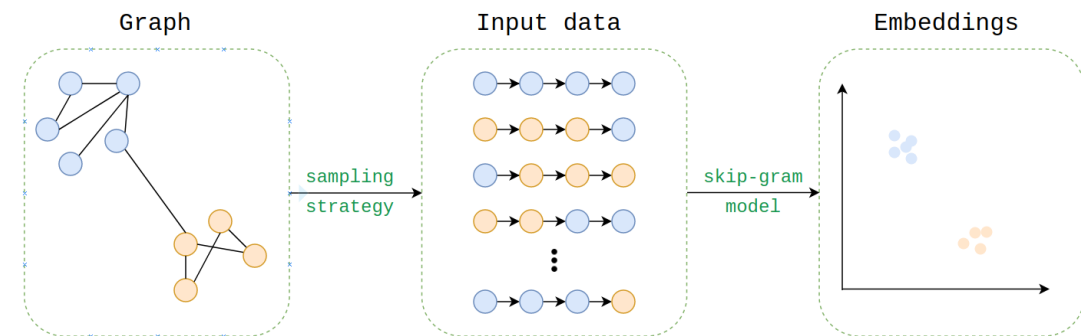 Graph
Input data
Embeddings
sampling
strategy
skip-gram
model